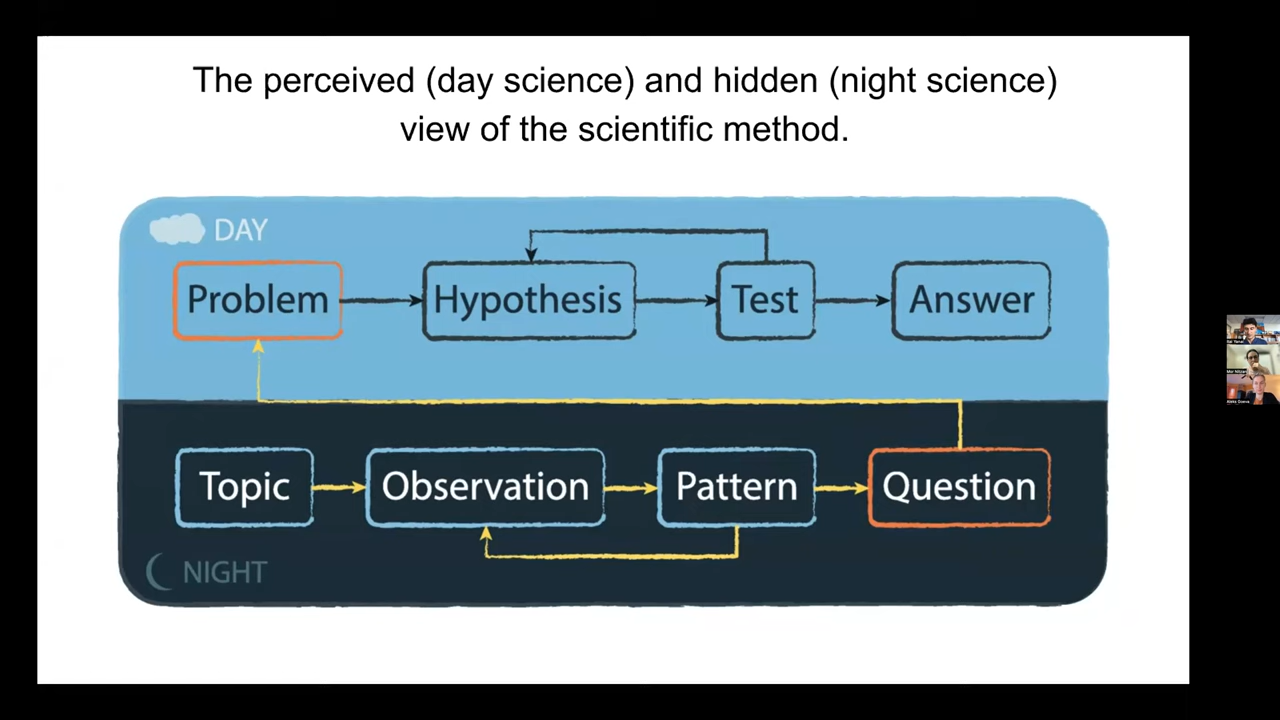 The perceived (day science) and hidden (night science)
view of the scientific method.
DAY
Problem
Hypothesis
Test
Answer
Topic
Observation
Pattern
Question
NIGHT